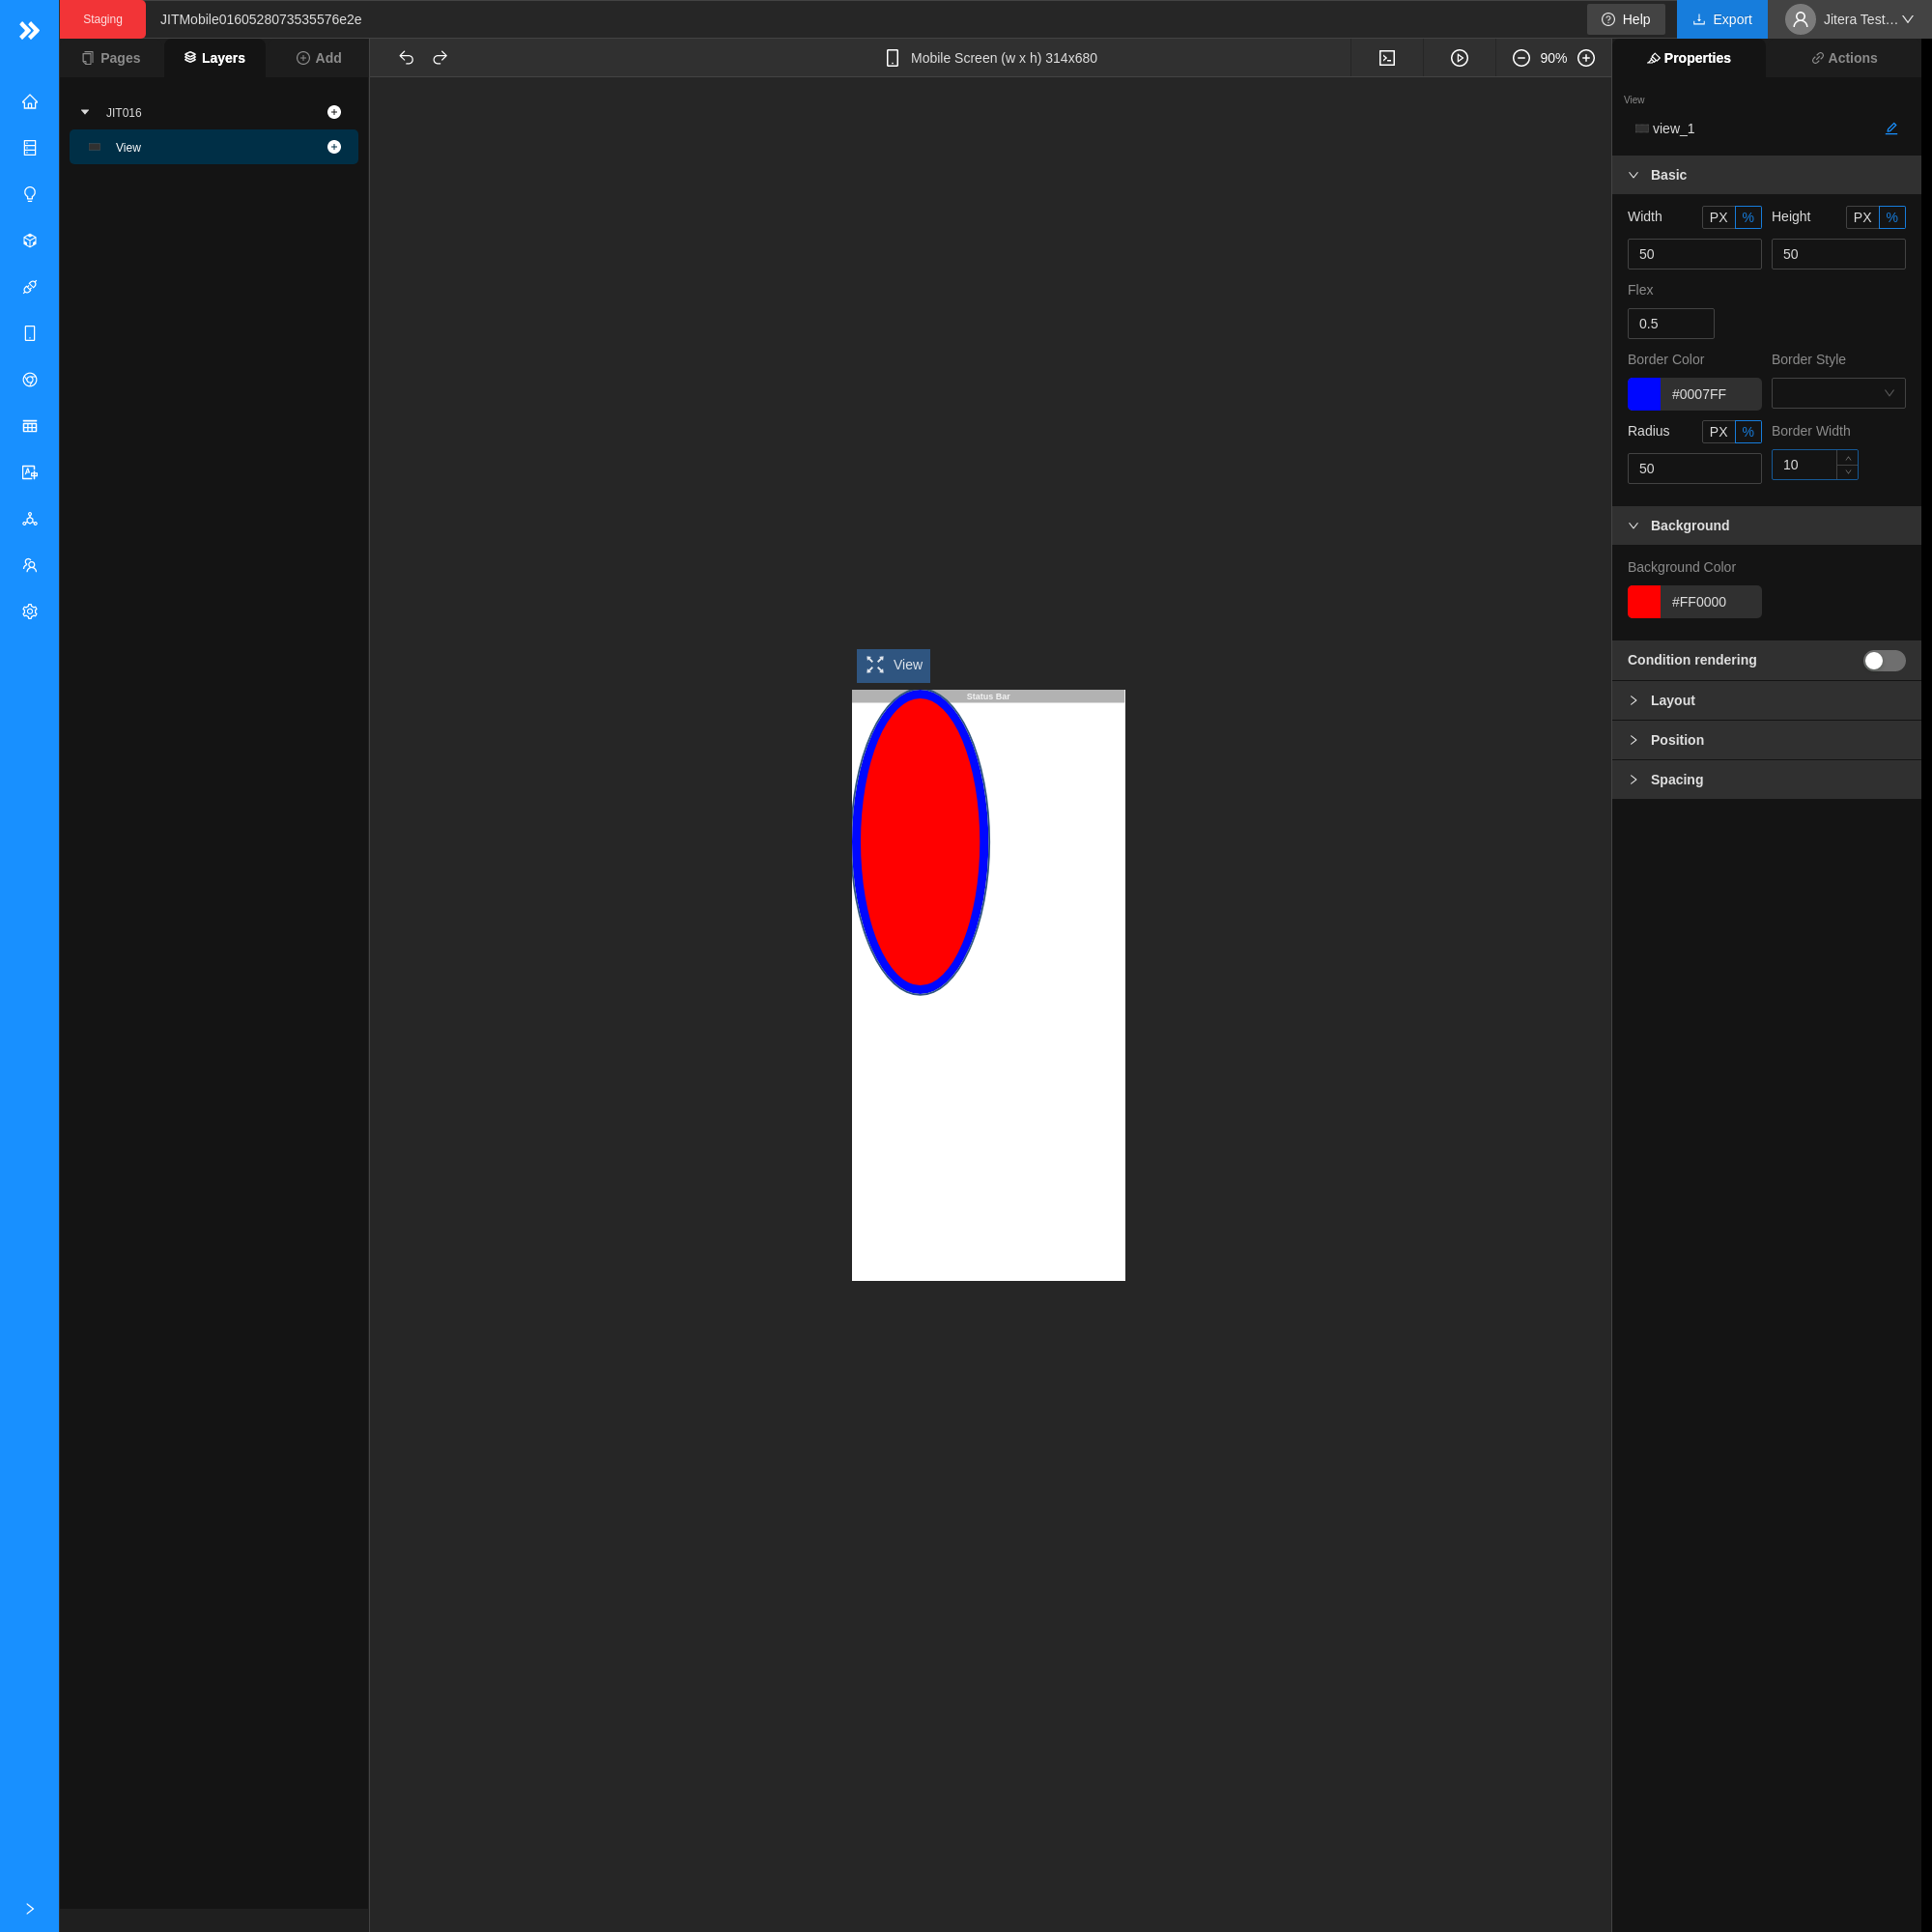 Staging
JITMobile0160528073535576e2e
Help
Export
Jitera Test…
Pages
Layers
Add
Mobile Screen (w x h) 314x680
90%
Properties
Actions
JIT016
View
View
view_1
Basic
Width PX % Height PX %
50 50
Flex
0.5
Border Color Border Style
#0007FF
Radius PX % Border Width
50 10
Background
Background Color
#FF0000
Condition rendering
Layout
Position
Spacing
View
Status Bar